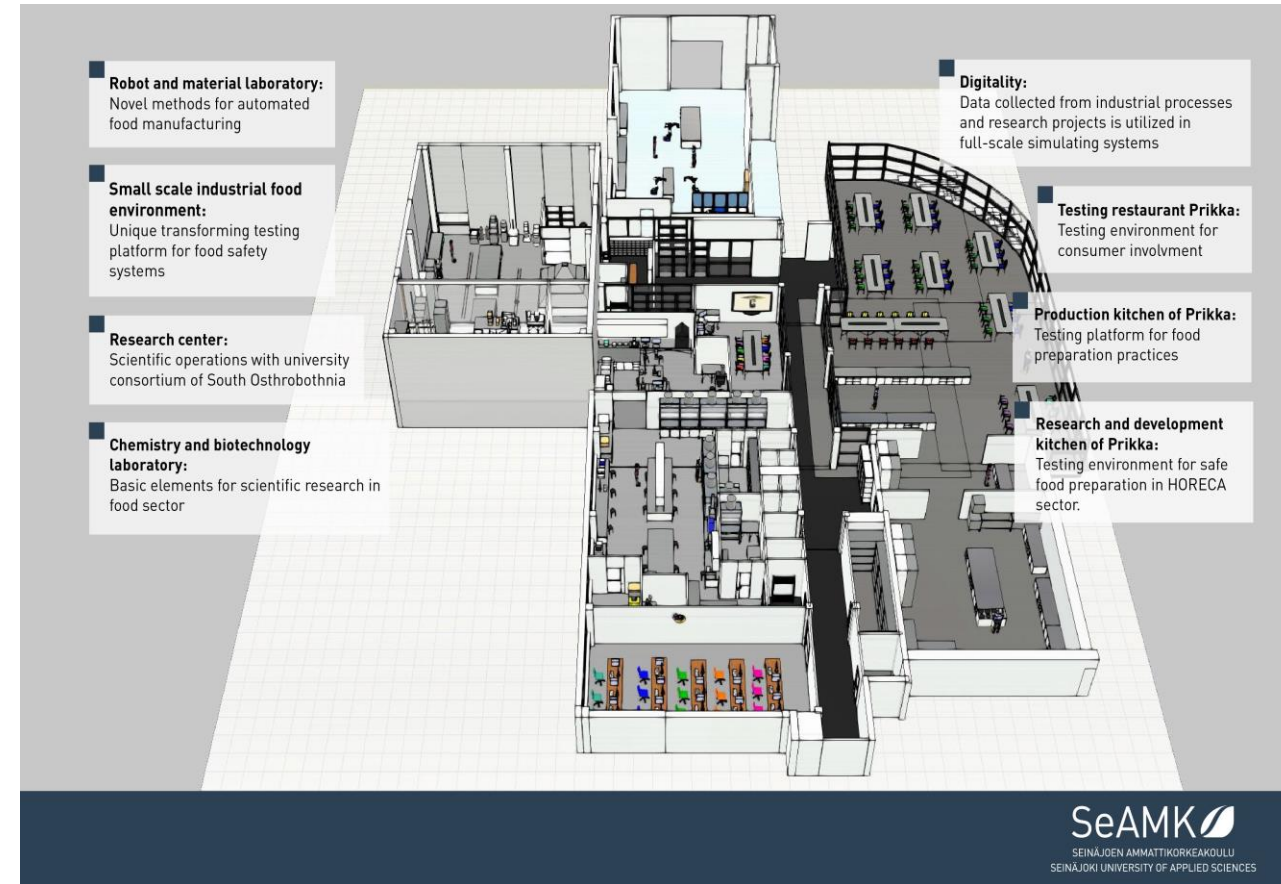 Robot and material laboratory:
Novel methods for automated
food manufacturing
Small scale industrial food
environment:
Unique transforming testing
platform for food safety
systems
Research center:
Scientific operations with university
consortium of South Osthrobothnia
Chemistry and biotechnology
laboratory:
Basic elements for scientific research in
food sector
Digitality:
Data collected from industrial processes
and research projects is utilized in
full-scale simulating systems
Testing restaurant Prikka:
Testing environment for
consumer involvment
Production kitchen of Prikka:
Testing platform for food
preparation practices
Research and development
kitchen of Prikka:
Testing environment for safe
food preparation in HORECA
sector.
SeAMK
SEINÄJOEN AMMATTIKORKEAKOULU
SEINÄJOKI UNIVERSITY OF APPLIED SCIENCES